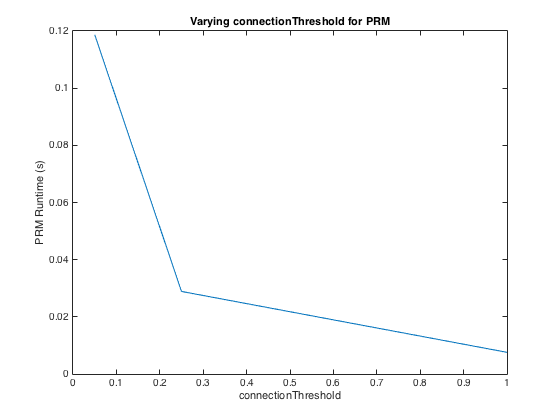 Varying connectionThreshold for PRM
0.12
0.1
0.08
0.06
0.04
0.02
0
PRM Runtime (s)
0 0.1 0.2 0.3 0.4 0.5 0.6 0.7 0.8 0.9 1
connectionThreshold